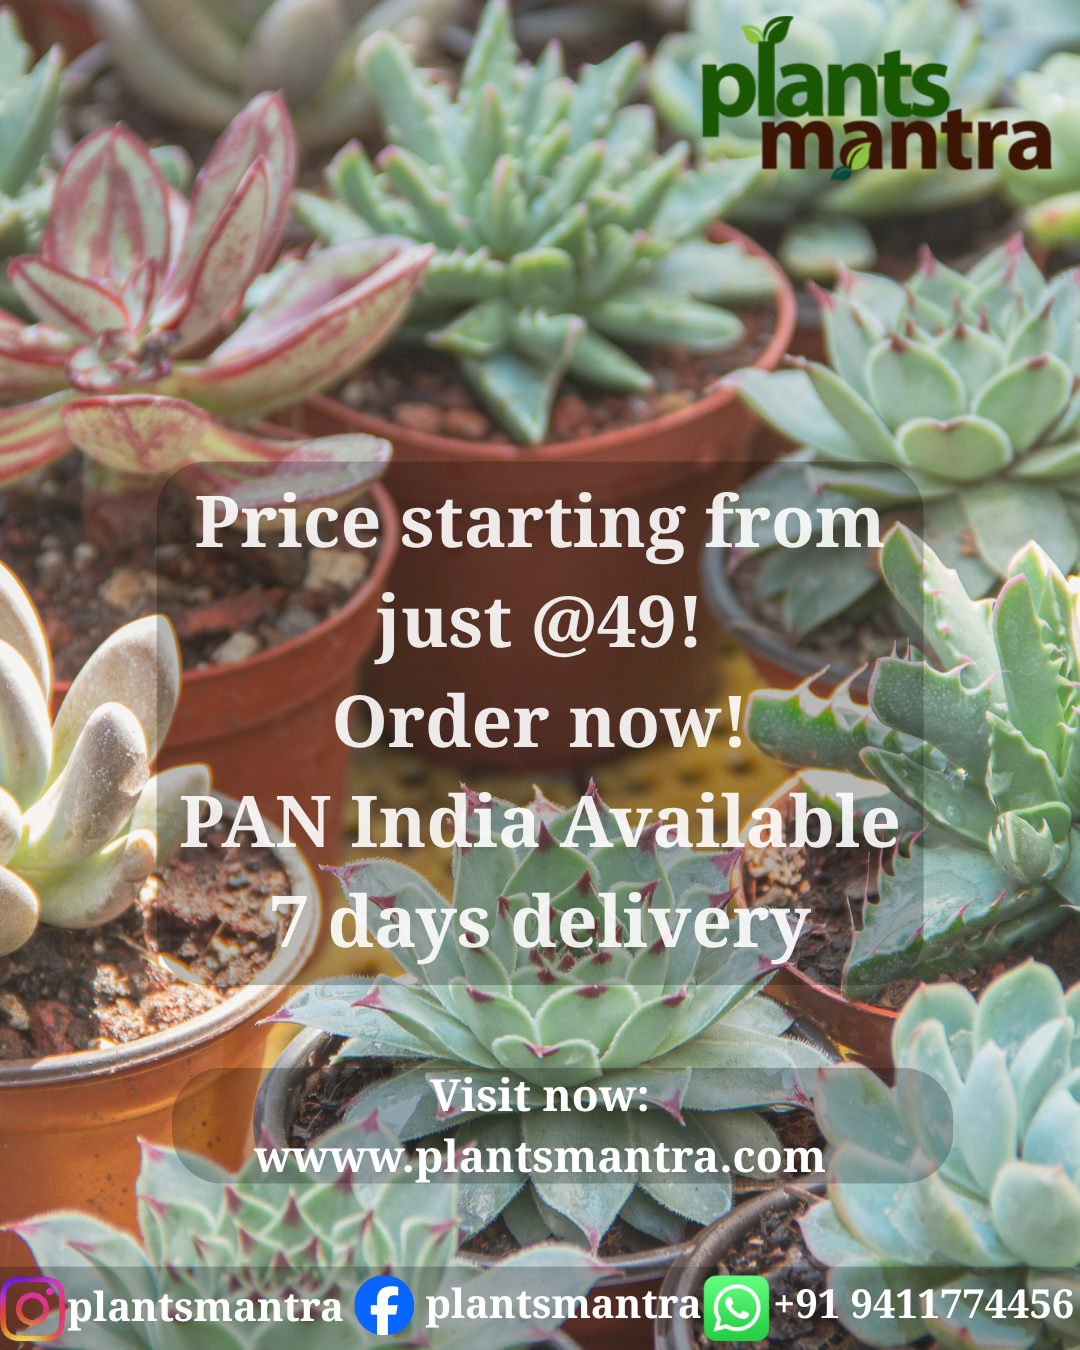 plants
mantra
Price starting from
just @49!
Order now!
PAN India Available
7 days delivery
Visit now:
wwww.plantsmantra.com
plantsmantra plantsmantra +91 9411774456